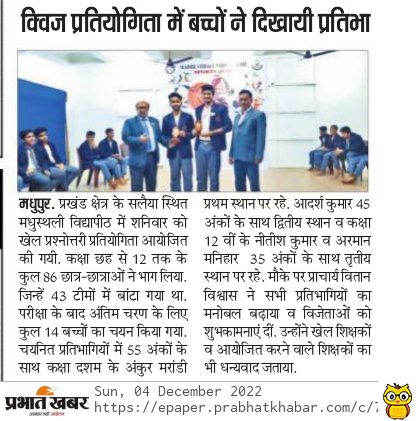 क्विज प्रतियोगिता में बच्चों ने दिखायी प्रतिभा
मधुपुर. प्रखंड क्षेत्र के सलैया स्थित
मधुस्थली विद्यापीठ में शनिवार को
खेल प्रश्नोत्तरी प्रतियोगिता आयोजित
की गयी. कक्षा छह से 12 तक के
कुल 86 छात्र-छात्राओं ने भाग लिया.
जिन्हें 43 टीमों में बांटा गया था.
परीक्षा के बाद अंतिम चरण के लिए
कुल 14 बच्चों का चयन किया गया.
चयनित प्रतिभागियों में 55 अंकों के
साथ कक्षा दशम के अंकुर मरांडी
प्रथम स्थान पर रहे. आदर्श कुमार 45
अंकों के साथ द्वितीय स्थान व कक्षा
12 वीं के नीतीश कुमार व अरमान
मनिहार 35 अंकों के साथ तृतीय
स्थान पर रहे. मौके पर प्राचार्य वितान
विश्वास ने सभी प्रतिभागियों का
मनोबल बढ़ाया व विजेताओं को
शुभकामनाएं दीं. उन्होंने खेल शिक्षकों
व आयोजित करने वाले शिक्षकों का
भी धन्यवाद जताया.
प्रभात खबर
अखबार नहीं आंदोलन
Sun, 04 December 2022
https://epaper.prabhatkhabar.com/c/7